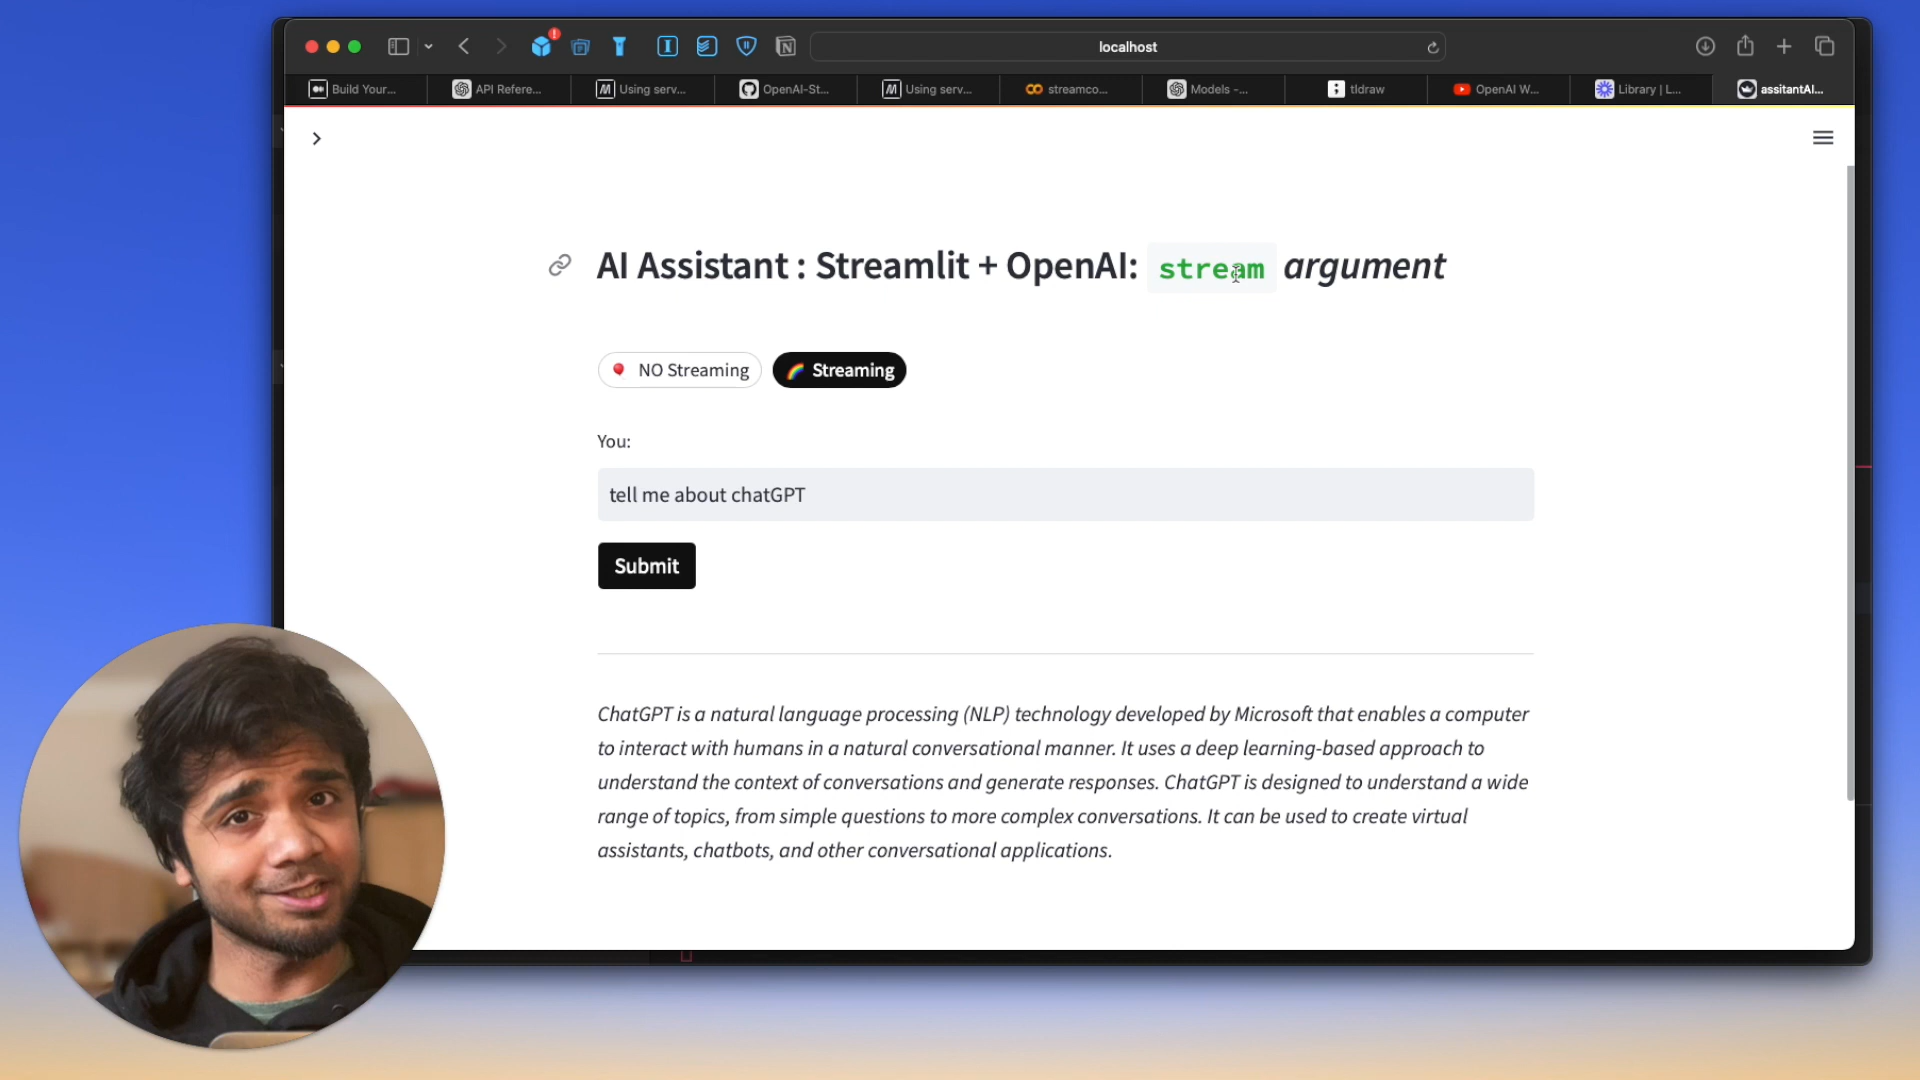 localhost
Build Your...
API Refere...
Using serv...
OpenAI-St...
Using serv...
streamco...
Models -...
tldraw
OpenAI W...
Library | L...
assitantAI...
AI Assistant : Streamlit + OpenAI: stream argument
NO Streaming
Streaming
You:
tell me about chatGPT
Submit
ChatGPT is a natural language processing (NLP) technology developed by Microsoft that enables a computer
to interact with humans in a natural conversational manner. It uses a deep learning-based approach to
understand the context of conversations and generate responses. ChatGPT is designed to understand a wide
range of topics, from simple questions to more complex conversations. It can be used to create virtual
assistants, chatbots, and other conversational applications.